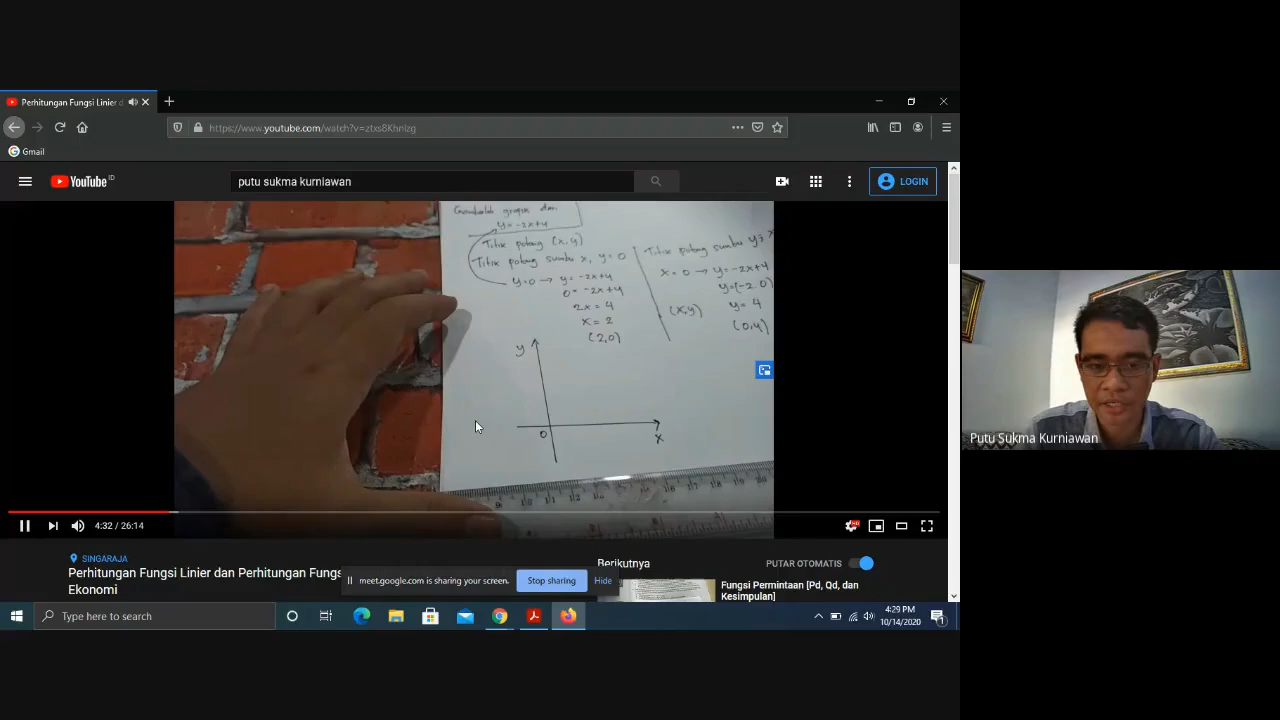 Perhitungan Fungsi Linier d
https://www.youtube.com/watch?v=ztxs8KhnIzg
Gmail
YouTube ID
putu sukma kurniawan
LOGIN
Gambarlah grafik dari
y = -2x+4
Titik potong (x,y)
Titik potong sumbu x, y = 0
y=0 → y = -2x+4
0 = -2x+4
2x = 4
x = 2
(2,0)
Titik potong sumbu y, x
x = 0 → y = -2x+4
y=(-2.0)
y = 4
(x,y)
(0,4)
y
0
x
4:32 / 26:14
HD
SINGARAJA
Perhitungan Fungsi Linier dan Perhitungan Fungs
Ekonomi
Berikutnya
PUTAR OTOMATIS
Fungsi Permintaan [Pd, Qd, dan
Kesimpulan]
meet.google.com is sharing your screen.
Stop sharing
Hide
Type here to search
4:29 PM
10/14/2020
1
Putu Sukma Kurniawan